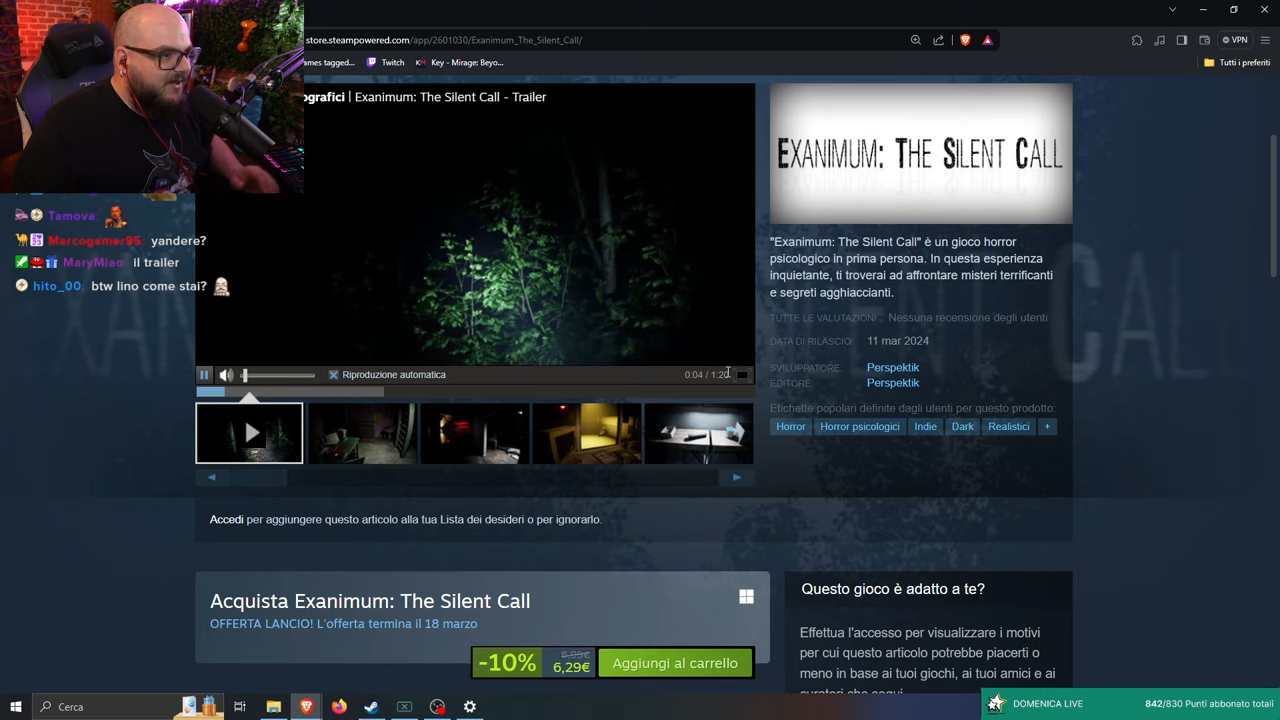 store.steampowered.com/app/2601030/Exanimum_The_Silent_Call/
VPN
ames tagged...
Twitch
Key - Mirage: Beyo...
Tutti i preferiti
ografici | Exanimum: The Silent Call - Trailer
EXANIMUM: THE SILENT CALL
Tamova:
Marcogamer95: yandere?
MaryMiao: il trailer
hito_00: btw lino come stai?
"Exanimum: The Silent Call" è un gioco horror
psicologico in prima persona. In questa esperienza
inquietante, ti troverai ad affrontare misteri terrificanti
e segreti agghiaccianti.
TUTTE LE VALUTAZIONI: Nessuna recensione degli utenti
DATA DI RILASCIO: 11 mar 2024
SVILUPPATORE: Perspektik
EDITORE: Perspektik
Riproduzione automatica
0:04 / 1:20
Etichette popolari definite dagli utenti per questo prodotto:
Horror
Horror psicologici
Indie
Dark
Realistici
+
Accedi per aggiungere questo articolo alla tua Lista dei desideri o per ignorarlo.
Acquista Exanimum: The Silent Call
OFFERTA LANCIO! L'offerta termina il 18 marzo
-10%
6,99€
6,29€
Aggiungi al carrello
Questo gioco è adatto a te?
Effettua l'accesso per visualizzare i motivi
per cui questo articolo potrebbe piacerti o
meno in base ai tuoi giochi, ai tuoi amici e ai
curatori che segui.
Cerca
DOMENICA LIVE
842/830 Punti abbonato totali